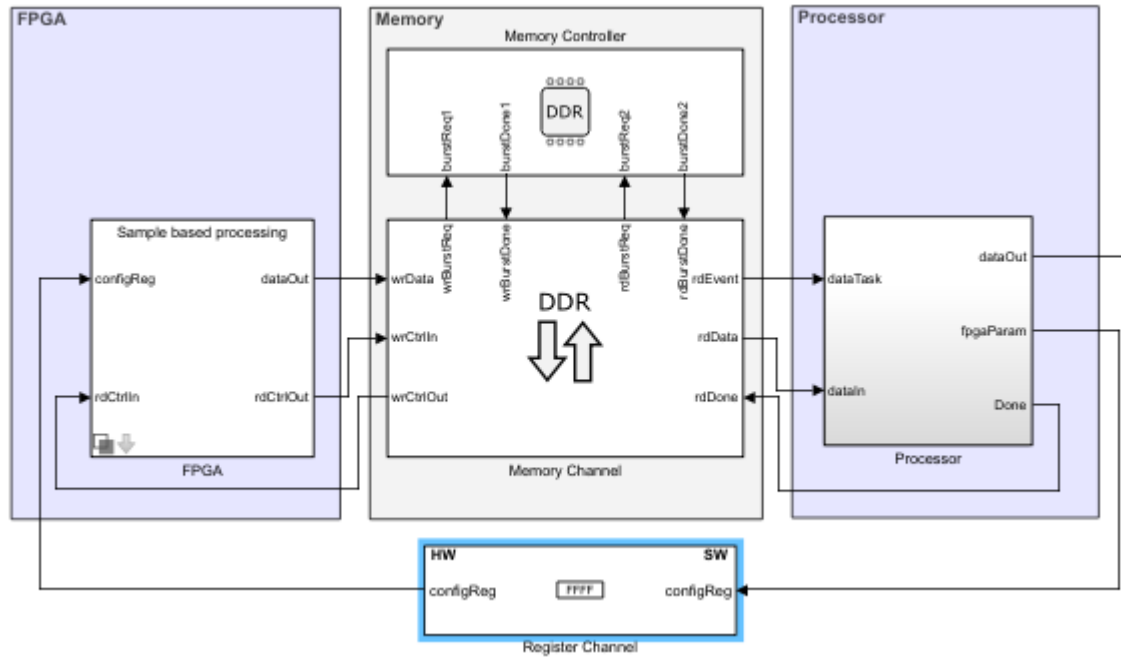 FPGA
Memory
Processor
Memory Controller
DDR
burstReq1
burstDone1
burstReq2
burstDone2
Sample based processing
configReg
dataOut
rdCtrlIn
rdCtrlOut
FPGA
wrBurstReq
wrBurstDone
rdBurstReq
rdBurstDone
wrData
rdEvent
DDR
wrCtrlIn
rdData
wrCtrlOut
rdDone
Memory Channel
dataOut
dataTask
fpgaParam
dataIn
Done
Processor
HW
SW
configReg
FFFF
configReg
Register Channel